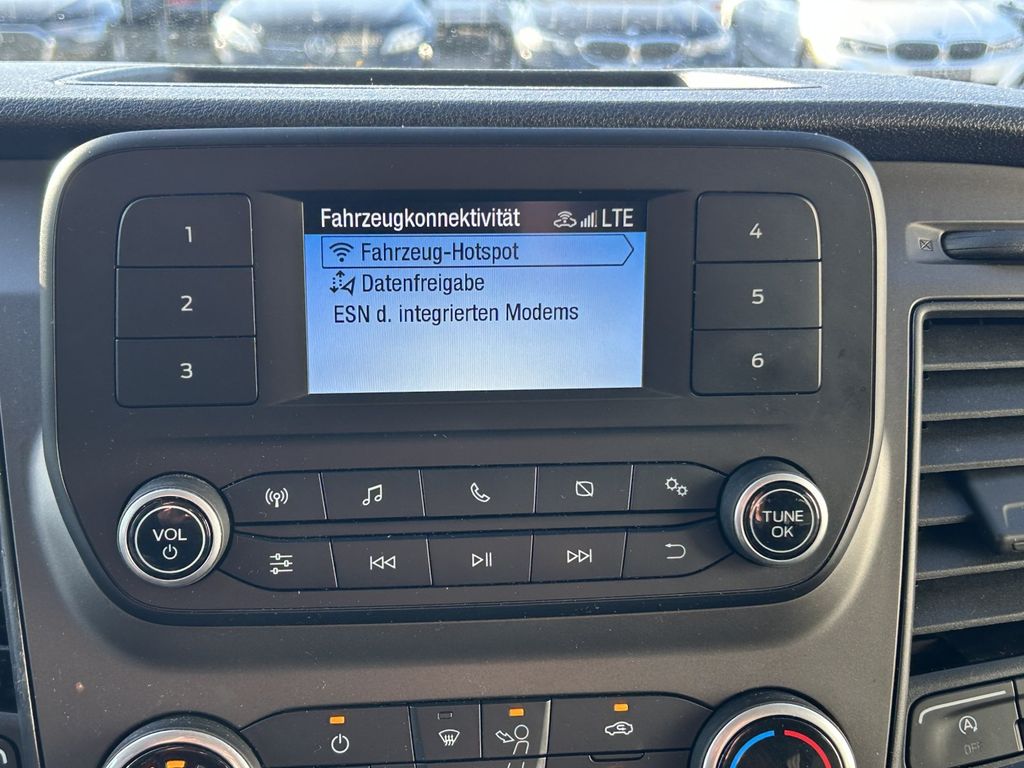 Fahrzeugkonnektivität LTE
Fahrzeug-Hotspot
Datenfreigabe
ESN d. integrierten Modems
1
2
3
4
5
6
VOL
TUNE
OK
A
OFF